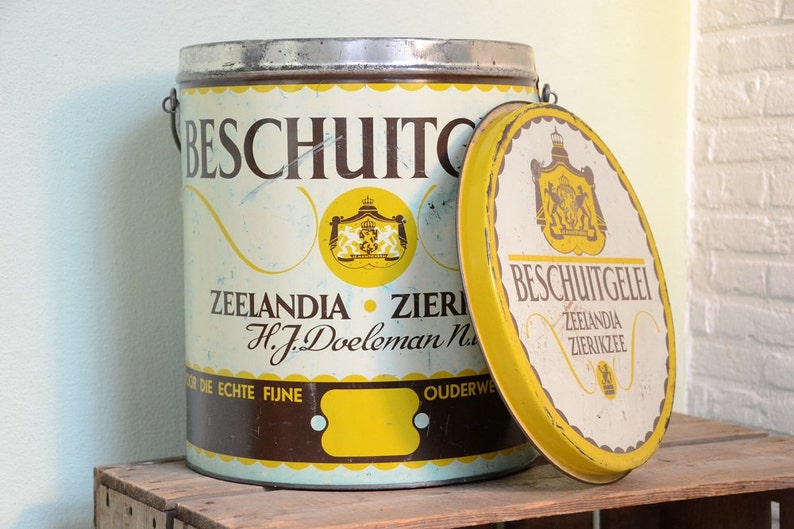 BESCHUITG
ZEELANDIA • ZIERI
H.J. Doeleman N.
OOR DIE ECHTE FIJNE
OUDERWE
BESCHUITGELEI
ZEELANDIA
ZIERIKZEE